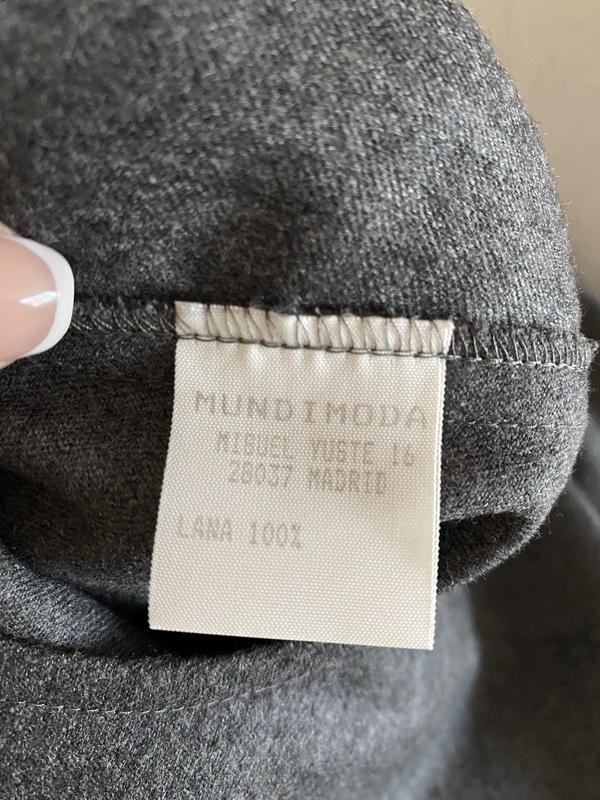 MUNDIMODA
MIGUEL YUSTE 16
28037 MADRID
LANA 100%